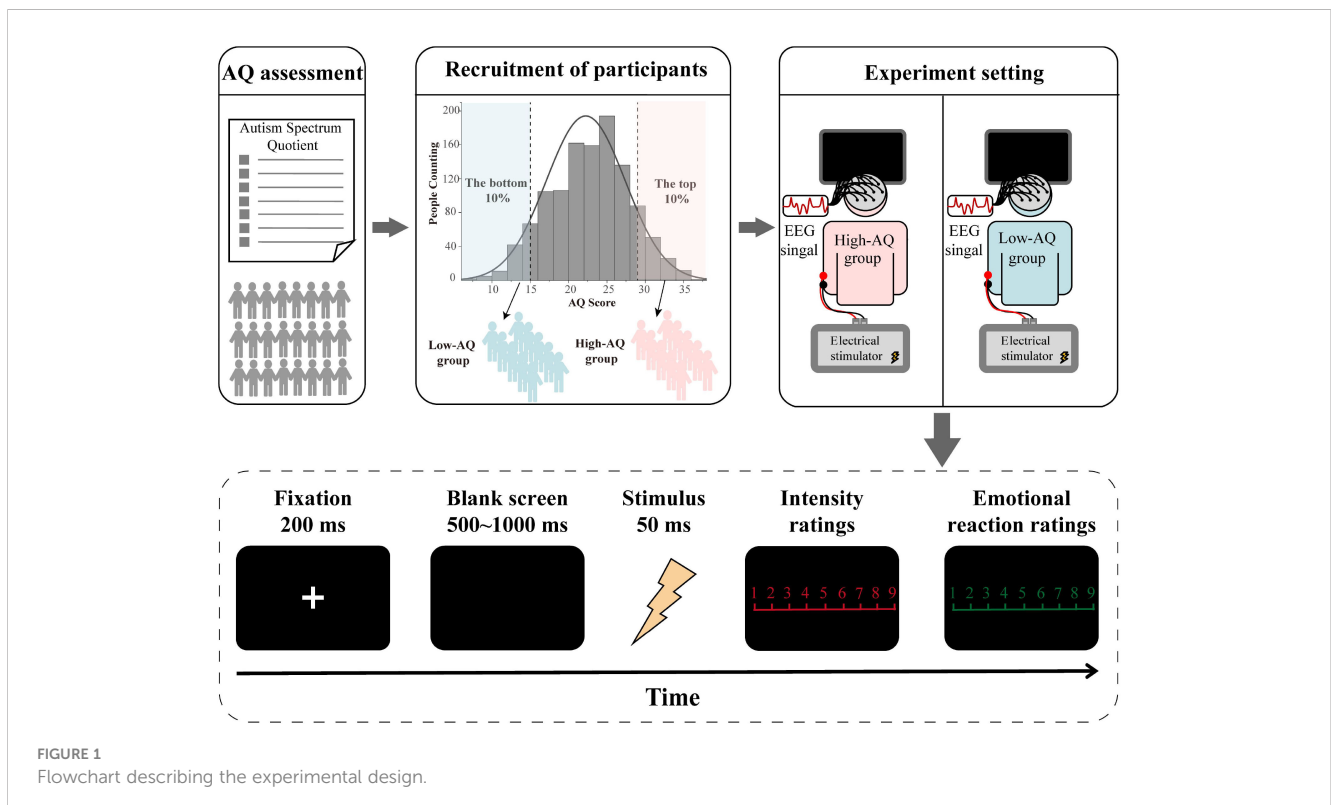 AQ assessment
Autism Spectrum
Quotient
Recruitment of participants
People Counting
200
160
120
80
40
0
The bottom
10%
The top
10%
10 15 20 25 30 35
AQ Score
Low-AQ
group
High-AQ
group
Experiment setting
EEG
singal
High-AQ
group
Electrical
stimulator
EEG
singal
Low-AQ
group
Electrical
stimulator
Fixation
200 ms
Blank screen
500~1000 ms
Stimulus
50 ms
Intensity
ratings
1 2 3 4 5 6 7 8 9
Emotional
reaction ratings
1 2 3 4 5 6 7 8 9
Time
FIGURE 1
Flowchart describing the experimental design.